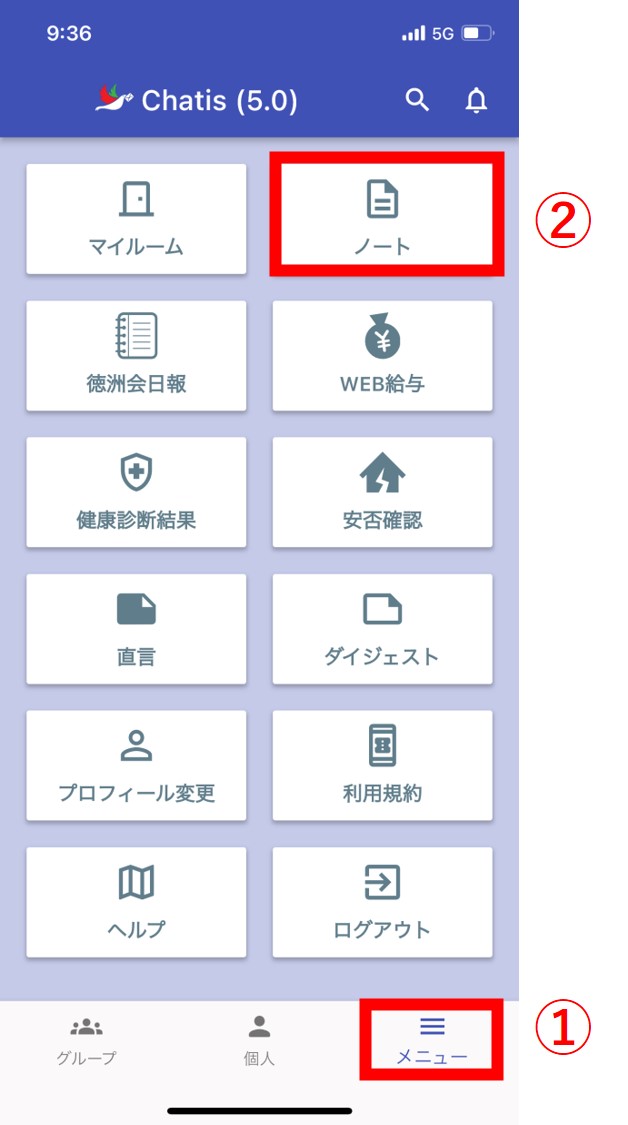 9:36
5G
Chatis (5.0)
マイルーム
ノート
②
徳洲会日報
WEB給与
健康診断結果
安否確認
直言
ダイジェスト
プロフィール変更
利用規約
ヘルプ
ログアウト
グループ
個人
メニュー
①